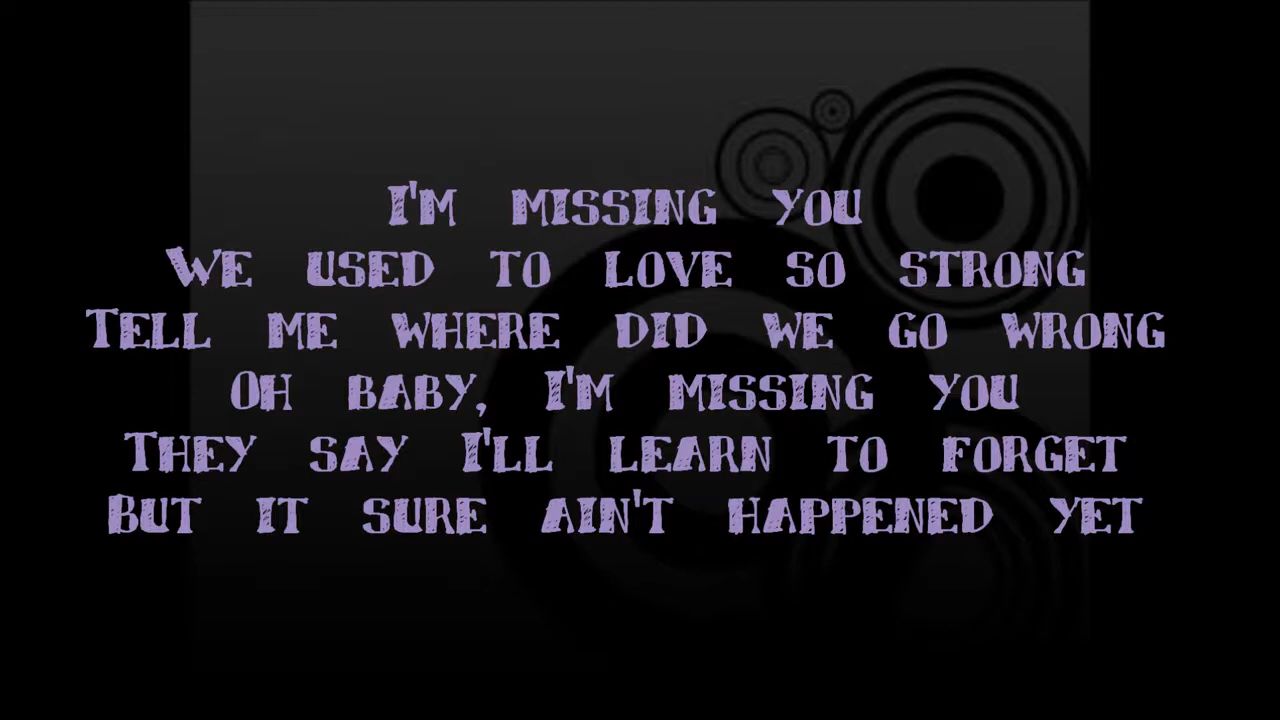 I'm missing you
We used to love so strong
Tell me where did we go wrong
Oh baby, I'm missing you
They say I'll learn to forget
But it sure ain't happened yet